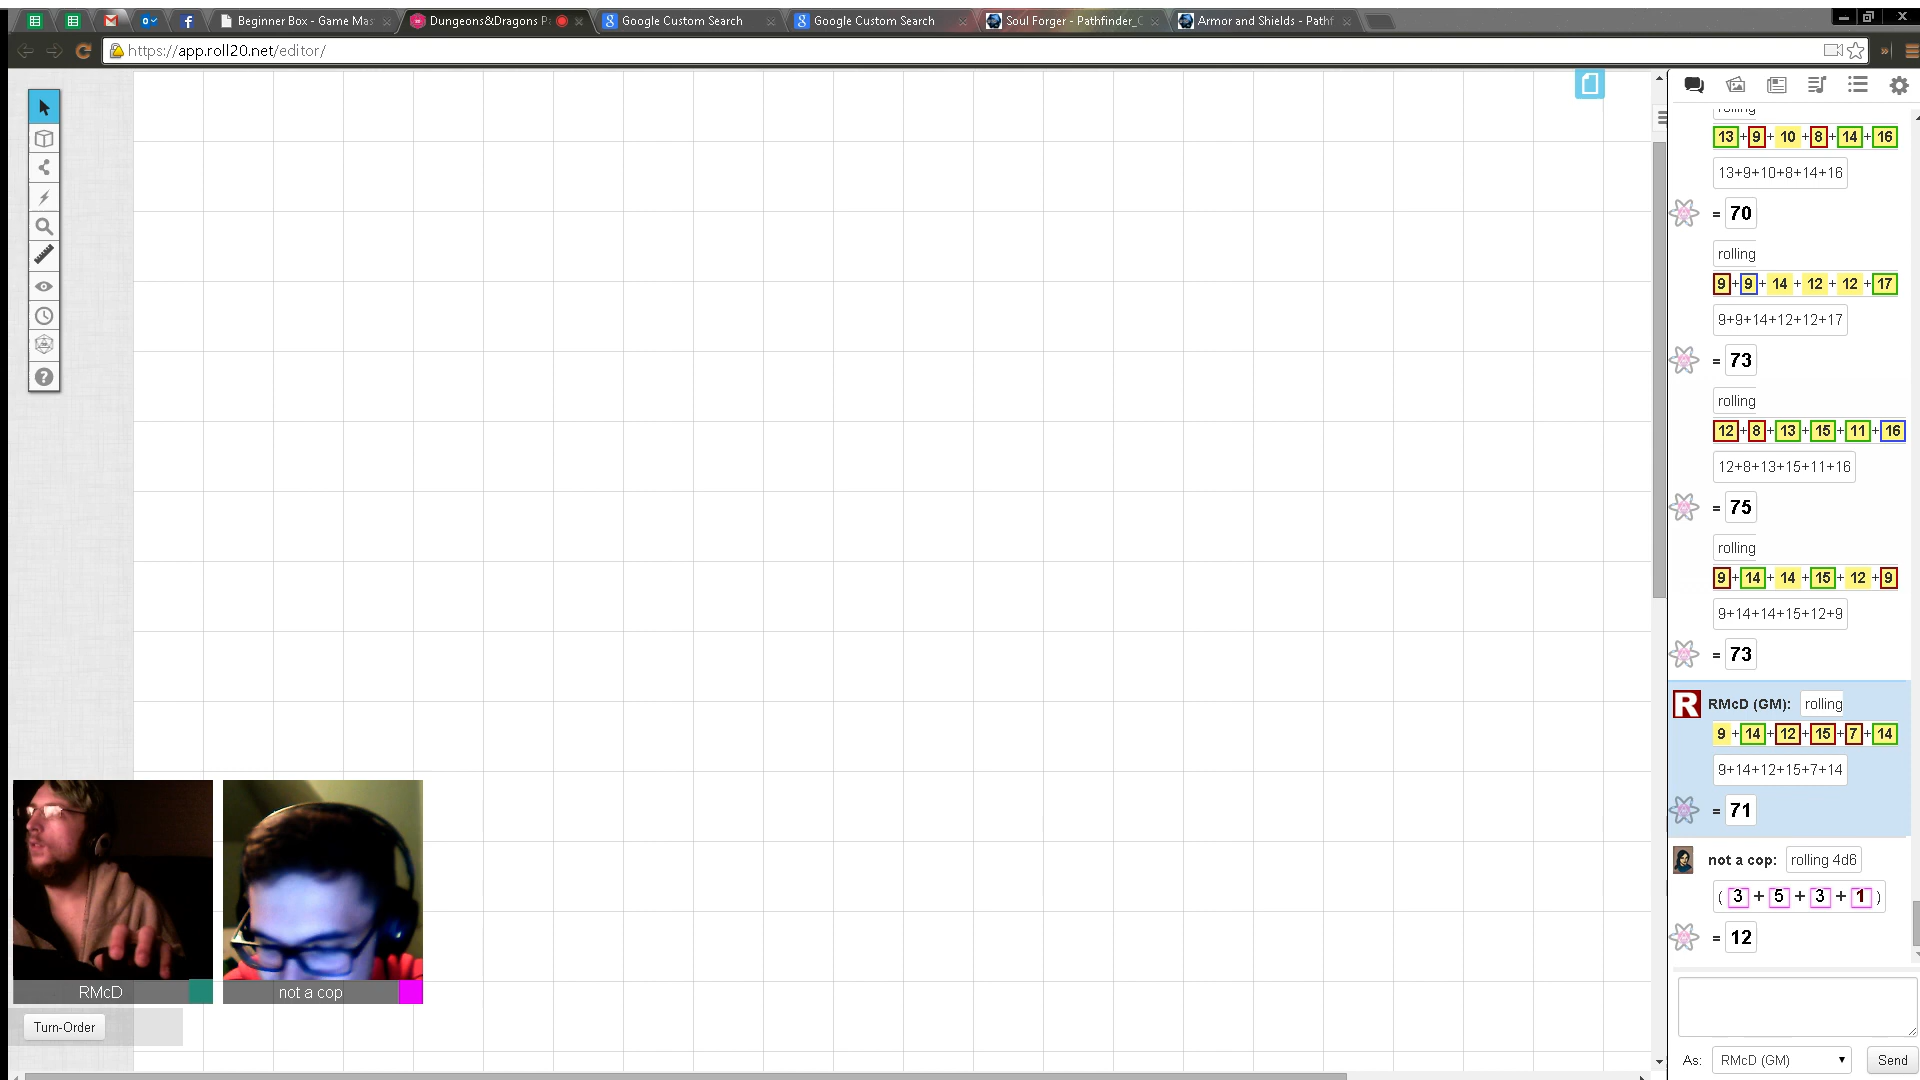 Beginner Box - Game Mas
Dungeons&Dragons P
Google Custom Search
Google Custom Search
Soul Forger - Pathfinder_
Armor and Shields - Pathf
https://app.roll20.net/editor/
rolling
13+9+10+8+14+16
13+9+10+8+14+16
= 70
rolling
9+9+14+12+12+17
9+9+14+12+12+17
= 73
rolling
12+8+13+15+11+16
12+8+13+15+11+16
= 75
rolling
9+14+14+15+12+9
9+14+14+15+12+9
= 73
R RMcD (GM): rolling
9+14+12+15+7+14
9+14+12+15+7+14
= 71
not a cop: rolling 4d6
(3+5+3+1)
= 12
RMcD
not a cop
Turn-Order
As: RMcD (GM) Send